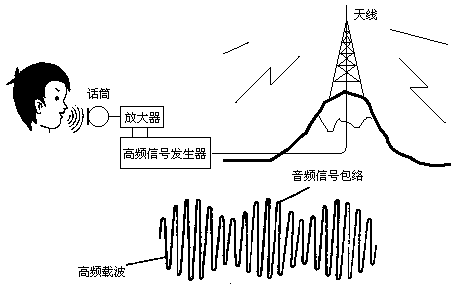 天线
话筒
放大器
高频信号发生器
音频信号包络
高频载波